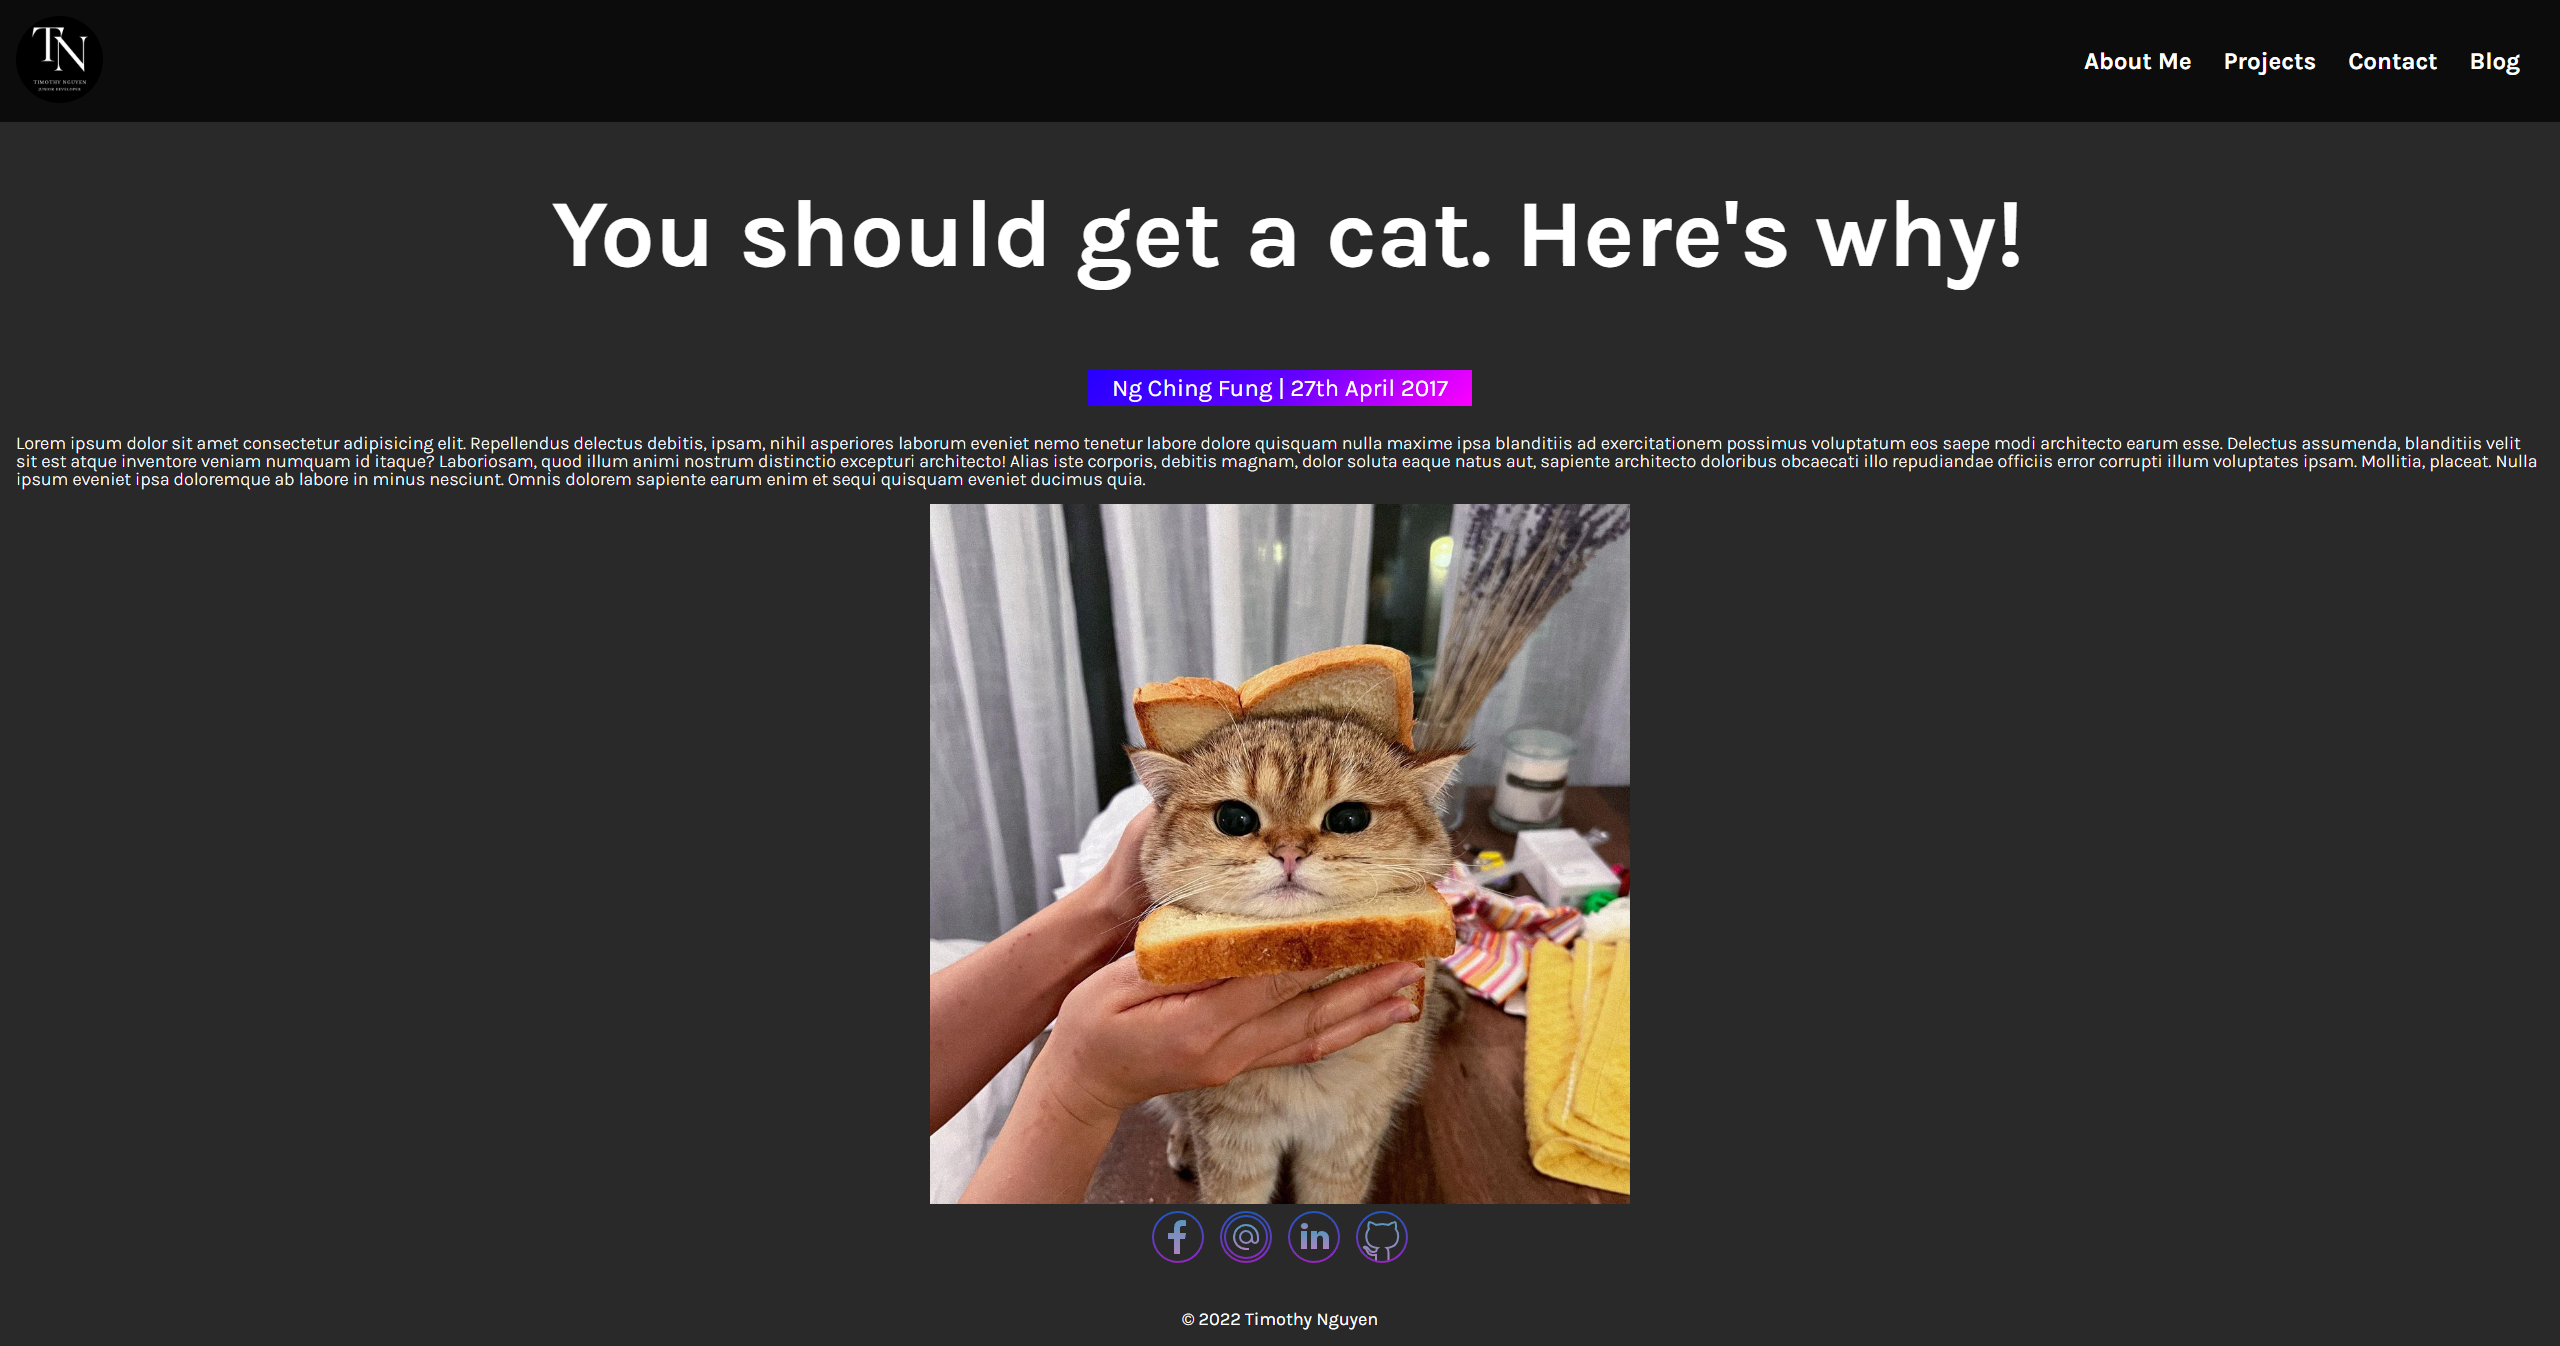 TN
TIMOTHY NGUYEN
JUNIOR DEVELOPER
About Me Projects Contact Blog
You should get a cat. Here's why!
Ng Ching Fung | 27th April 2017
Lorem ipsum dolor sit amet consectetur adipisicing elit. Repellendus delectus debitis, ipsam, nihil asperiores laborum eveniet nemo tenetur labore dolore quisquam nulla maxime ipsa blanditiis ad exercitationem possimus voluptatum eos saepe modi architecto earum esse. Delectus assumenda, blanditiis velit
sit est atque inventore veniam numquam id itaque? Laboriosam, quod illum animi nostrum distinctio excepturi architecto! Alias iste corporis, debitis magnam, dolor soluta eaque natus aut, sapiente architecto doloribus obcaecati illo repudiandae officiis error corrupti illum voluptates ipsam. Mollitia, placeat. Nulla
ipsum eveniet ipsa doloremque ab labore in minus nesciunt. Omnis dolorem sapiente earum enim et sequi quisquam eveniet ducimus quia.
f @ in
© 2022 Timothy Nguyen